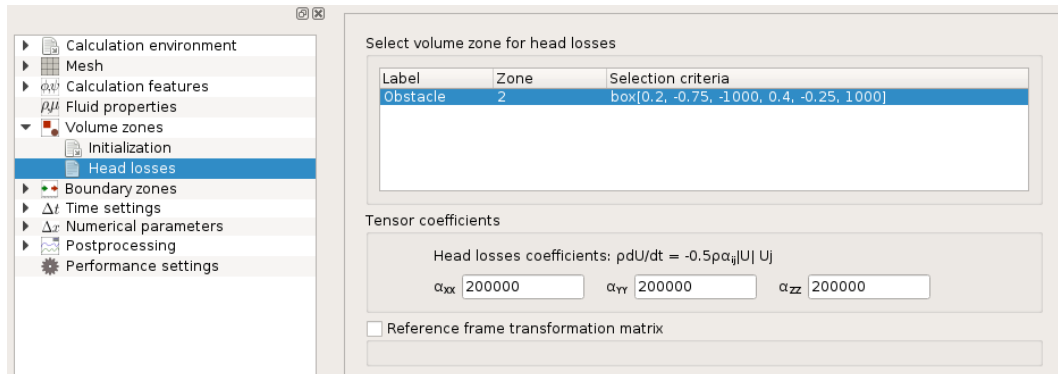 Calculation environment
Mesh
Calculation features
Fluid properties
Volume zones
Initialization
Head losses
Boundary zones
Δt Time settings
Δx Numerical parameters
Postprocessing
Performance settings
Select volume zone for head losses
Label Zone Selection criteria
Obstacle 2 box[0.2, -0.75, -1000, 0.4, -0.25, 1000]
Tensor coefficients
Head losses coefficients: ρdU/dt = -0.5ραij|U| Uj
αxx 200000 αYY 200000 αzz 200000
Reference frame transformation matrix